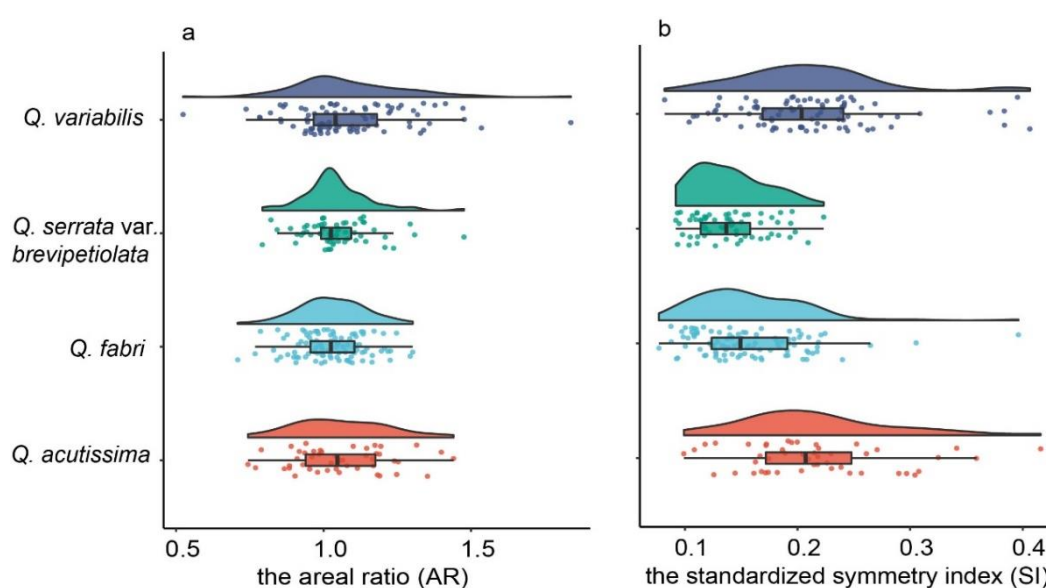 a
b
Q. variabilis
Q. serrata var..
brevipetiolata
Q. fabri
Q. acutissima
0.5 1.0 1.5
0.1 0.2 0.3 0.4
the areal ratio (AR)
the standardized symmetry index (SI)